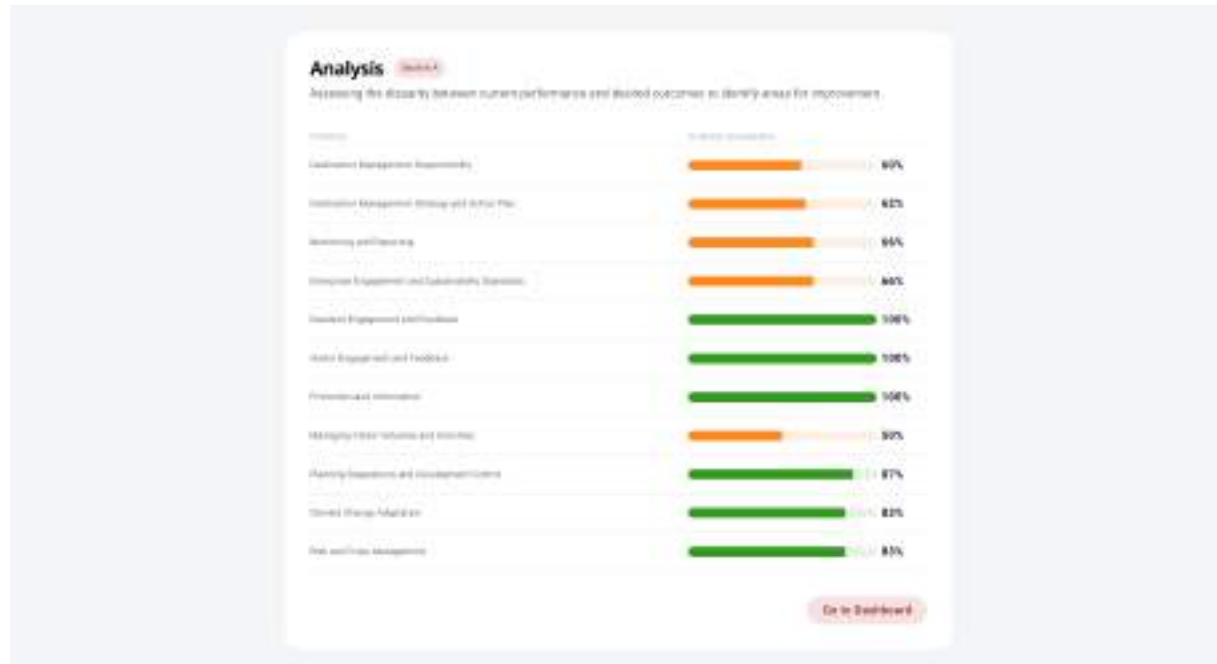 Analysis Section A
Assessing the disparity between current performance and desired outcomes to identify areas for improvement.
Destination Management Responsibility 60%
Destination Management Strategy and Action Plan 62%
Monitoring and Reporting 66%
Enterprise Engagement and Sustainability Standards 66%
Resident Engagement and Feedback 100%
Visitor Engagement and Feedback 100%
Promotion and Information 100%
Managing Visitor Volumes and Activities 50%
Planning Regulations and Development Control 87%
Climate Change Adaptation 83%
Risk and Crisis Management 83%
Go to Dashboard